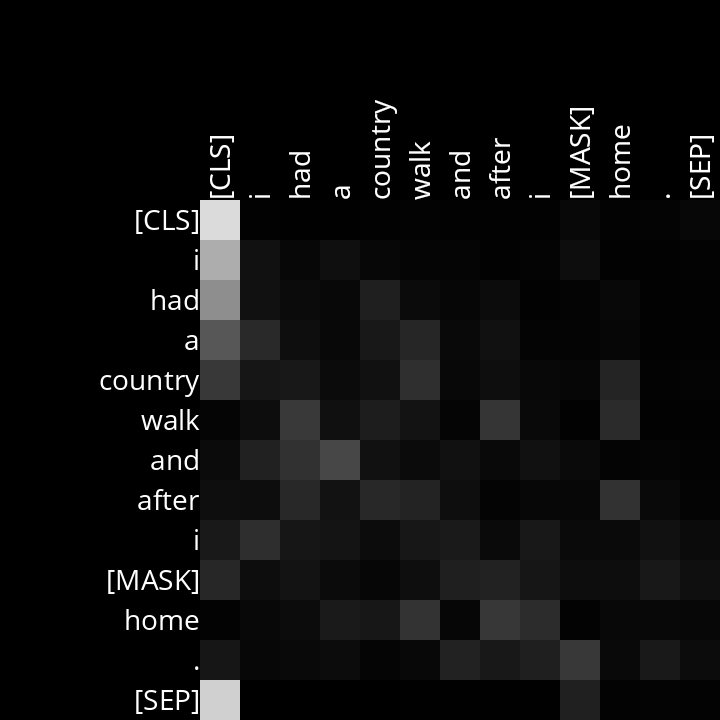 [CLS] i had a country walk and after i [MASK] home . [SEP]
[CLS]
i
had
a
country
walk
and
after
i
[MASK]
home
.
[SEP]